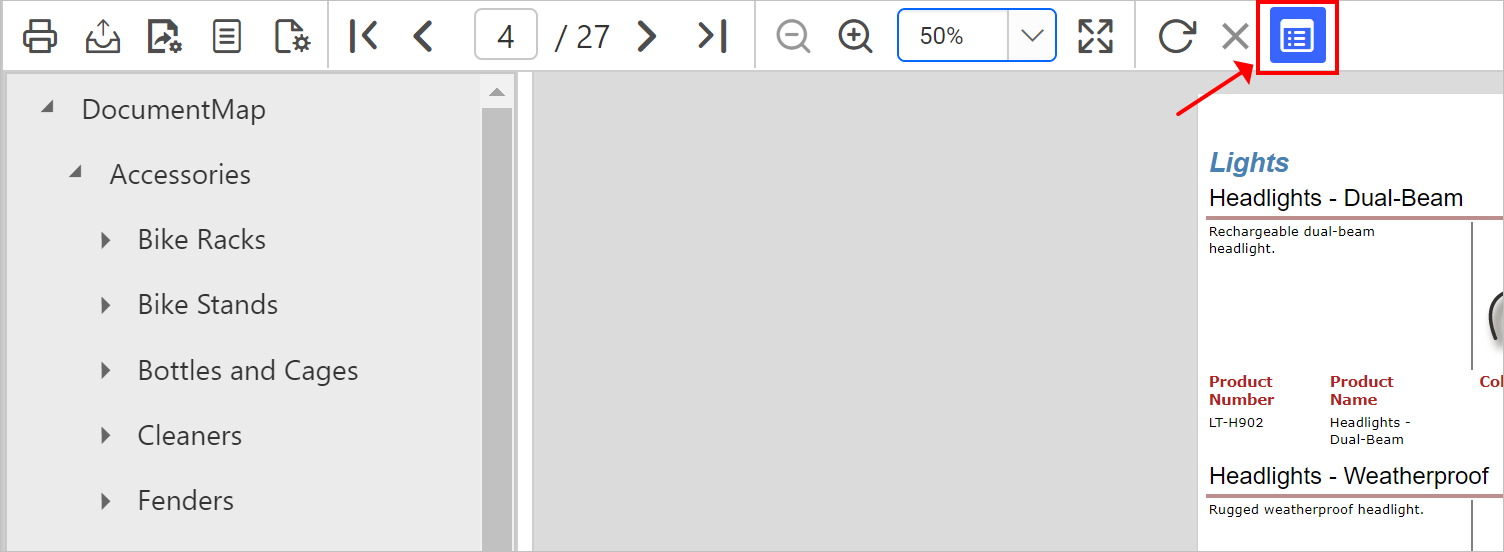 4 / 27
50%
DocumentMap
Accessories
Bike Racks
Bike Stands
Bottles and Cages
Cleaners
Fenders
Lights
Headlights - Dual-Beam
Rechargeable dual-beam
headlight.
Product
Number
Product
Name
Col
LT-H902
Headlights -
Dual-Beam
Headlights - Weatherproof
Rugged weatherproof headlight.